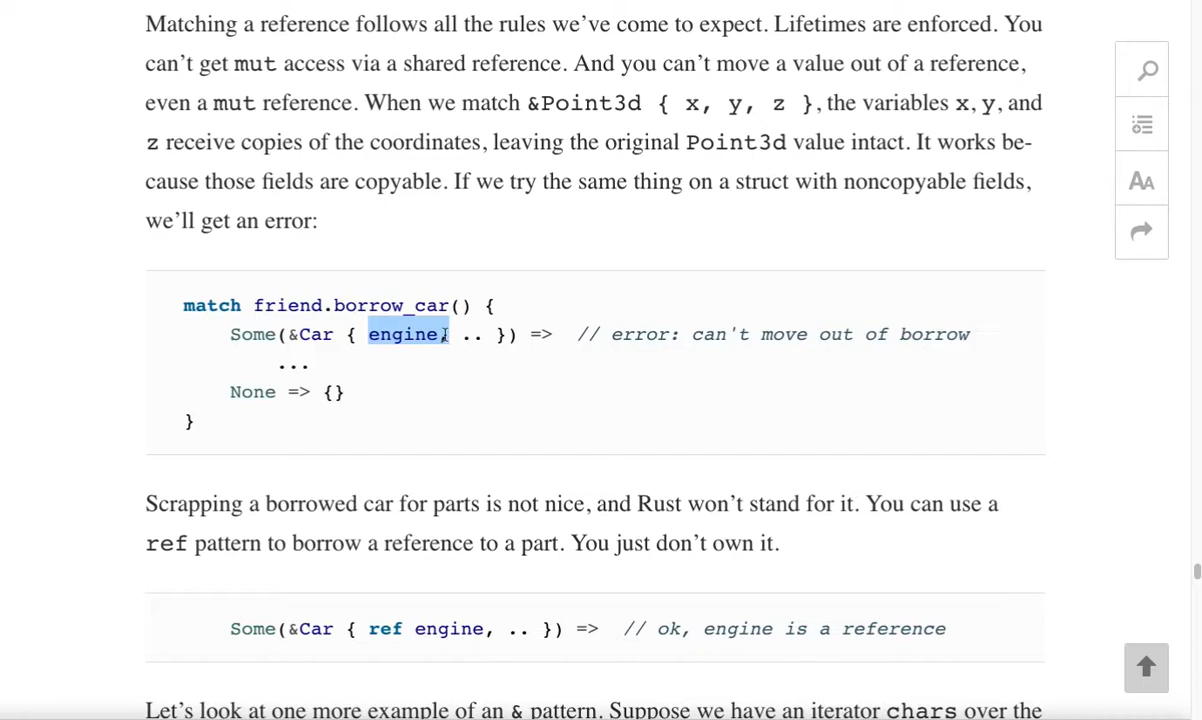 Matching a reference follows all the rules we’ve come to expect. Lifetimes are enforced. You
can’t get mut access via a shared reference. And you can’t move a value out of a reference,
even a mut reference. When we match &Point3d { x, y, z }, the variables x, y, and
z receive copies of the coordinates, leaving the original Point3d value intact. It works be-
cause those fields are copyable. If we try the same thing on a struct with noncopyable fields,
we’ll get an error:
match friend.borrow_car() {
    Some(&Car { engine, .. }) =>  // error: can't move out of borrow
        ...
    None => {}
}
Scrapping a borrowed car for parts is not nice, and Rust won’t stand for it. You can use a
ref pattern to borrow a reference to a part. You just don’t own it.
    Some(&Car { ref engine, .. }) =>  // ok, engine is a reference
Let’s look at one more example of an & pattern. Suppose we have an iterator chars over the
AA